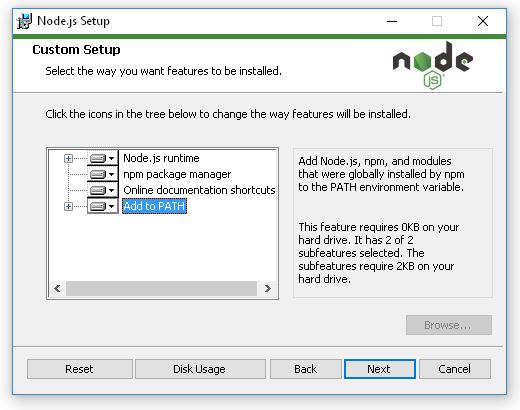 Node.js Setup
Custom Setup
Select the way you want features to be installed.
node
JS
Click the icons in the tree below to change the way features will be installed.
Node.js runtime
npm package manager
Online documentation shortcuts
Add to PATH
Add Node.js, npm, and modules
that were globally installed by npm
to the PATH environment variable.
This feature requires 0KB on your
hard drive. It has 2 of 2
subfeatures selected. The
subfeatures require 2KB on your
hard drive.
Browse...
Reset
Disk Usage
Back
Next
Cancel